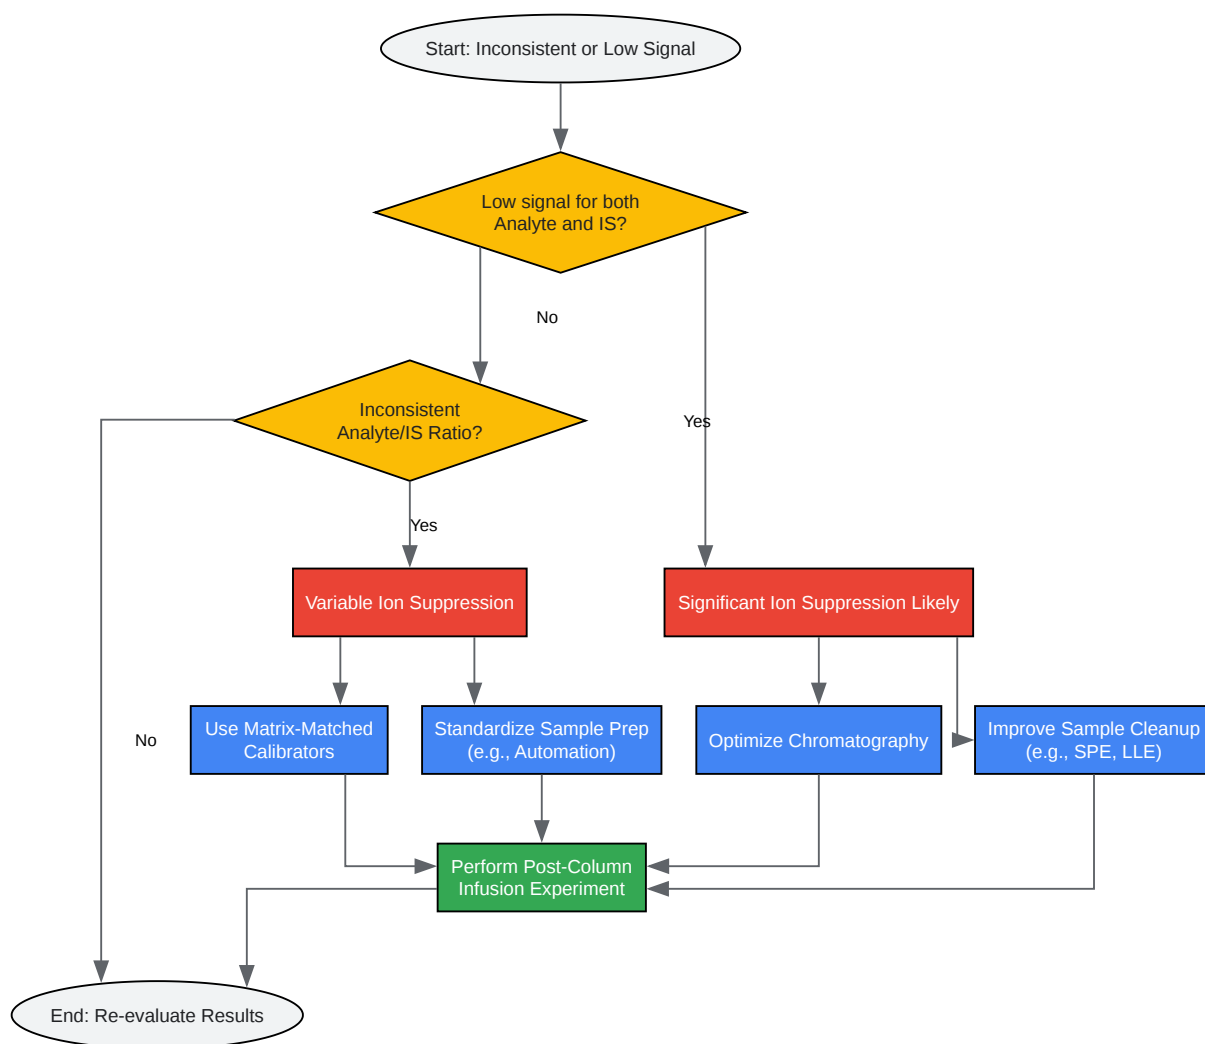 Start: Inconsistent or Low Signal
Low signal for both
Analyte and IS?
No
Inconsistent
Analyte/IS Ratio?
Yes
Yes
Variable Ion Suppression
Significant Ion Suppression Likely
Use Matrix-Matched
Calibrators
Standardize Sample Prep
(e.g., Automation)
Optimize Chromatography
Improve Sample Cleanup
(e.g., SPE, LLE)
No
Perform Post-Column
Infusion Experiment
End: Re-evaluate Results